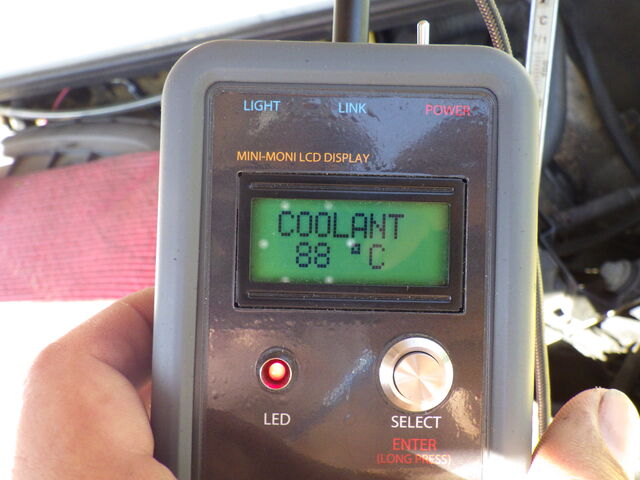 LIGHT LINK POWER
MINI-MONI LCD DISPLAY
COOLANT
88 °C
LED SELECT
ENTER
(LONG PRESS)